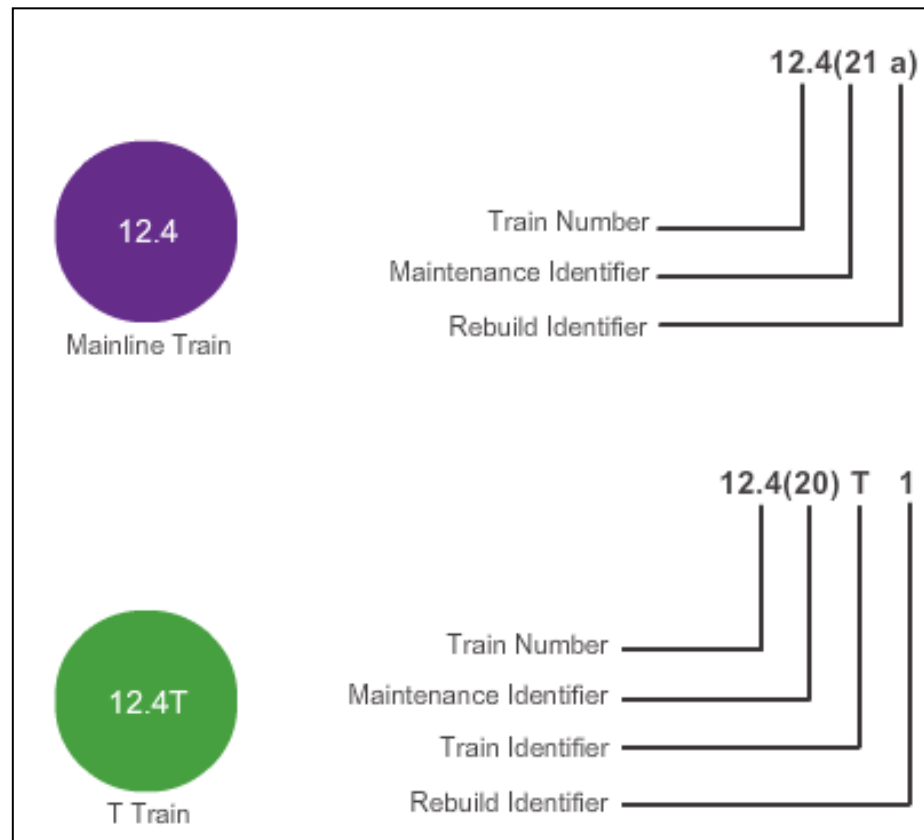 12.4(21 a)
12.4
Mainline Train
Train Number
Maintenance Identifier
Rebuild Identifier
12.4(20) T 1
12.4T
T Train
Train Number
Maintenance Identifier
Train Identifier
Rebuild Identifier